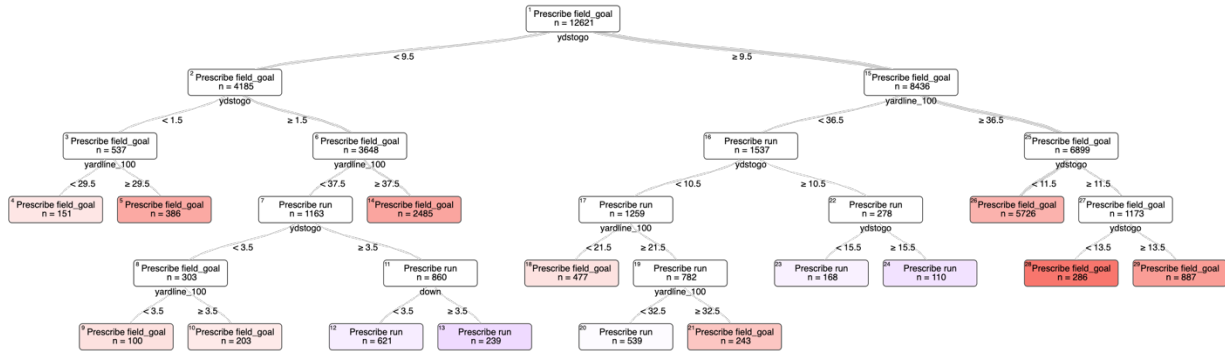 1 Prescribe field_goal
n = 12621
ydstogo
< 9.5
≥ 9.5
2 Prescribe field_goal
n = 4185
ydstogo
15 Prescribe field_goal
n = 8436
yardline_100
< 1.5
≥ 1.5
< 36.5
≥ 36.5
3 Prescribe field_goal
n = 537
yardline_100
6 Prescribe field_goal
n = 3648
yardline_100
16 Prescribe run
n = 1537
ydstogo
25 Prescribe field_goal
n = 6899
ydstogo
< 29.5
≥ 29.5
< 37.5
≥ 37.5
< 10.5
≥ 10.5
< 11.5
≥ 11.5
4 Prescribe field_goal
n = 151
5 Prescribe field_goal
n = 386
7 Prescribe run
n = 1163
ydstogo
14 Prescribe field_goal
n = 2485
17 Prescribe run
n = 1259
yardline_100
22 Prescribe run
n = 278
ydstogo
26 Prescribe field_goal
n = 5726
27 Prescribe field_goal
n = 1173
ydstogo
< 3.5
≥ 3.5
< 21.5
≥ 21.5
< 15.5
≥ 15.5
< 13.5
≥ 13.5
8 Prescribe field_goal
n = 303
yardline_100
11 Prescribe run
n = 860
down
18 Prescribe field_goal
n = 477
19 Prescribe run
n = 782
yardline_100
23 Prescribe run
n = 168
24 Prescribe run
n = 110
28 Prescribe field_goal
n = 286
29 Prescribe field_goal
n = 887
< 3.5
≥ 3.5
< 3.5
≥ 3.5
< 32.5
≥ 32.5
9 Prescribe field_goal
n = 100
10 Prescribe field_goal
n = 203
12 Prescribe run
n = 621
13 Prescribe run
n = 239
20 Prescribe run
n = 539
21 Prescribe field_goal
n = 243